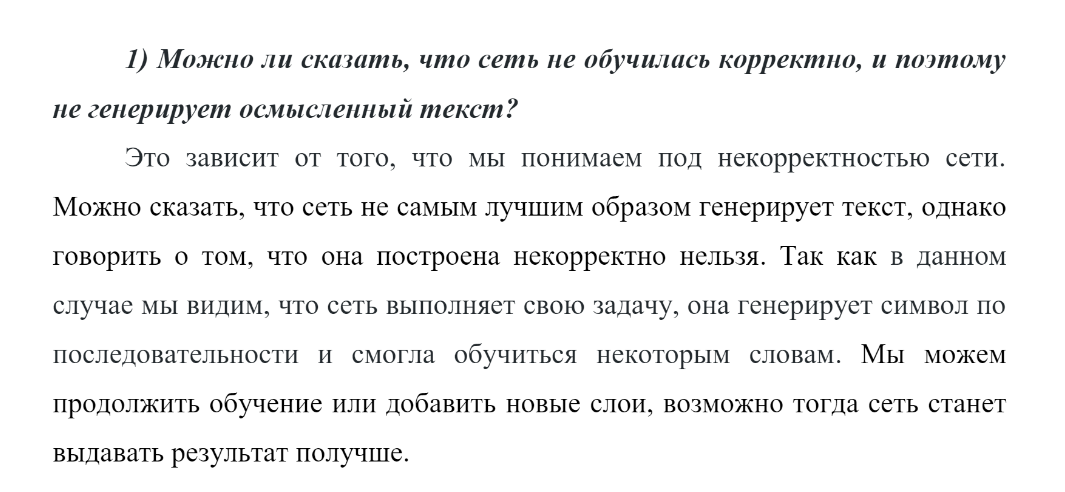 1) Можно ли сказать, что сеть не обучилась корректно, и поэтому
не генерирует осмысленный текст?
Это зависит от того, что мы понимаем под некорректностью сети.
Можно сказать, что сеть не самым лучшим образом генерирует текст, однако
говорить о том, что она построена некорректно нельзя. Так как в данном
случае мы видим, что сеть выполняет свою задачу, она генерирует символ по
последовательности и смогла обучиться некоторым словам. Мы можем
продолжить обучение или добавить новые слои, возможно тогда сеть станет
выдавать результат получше.